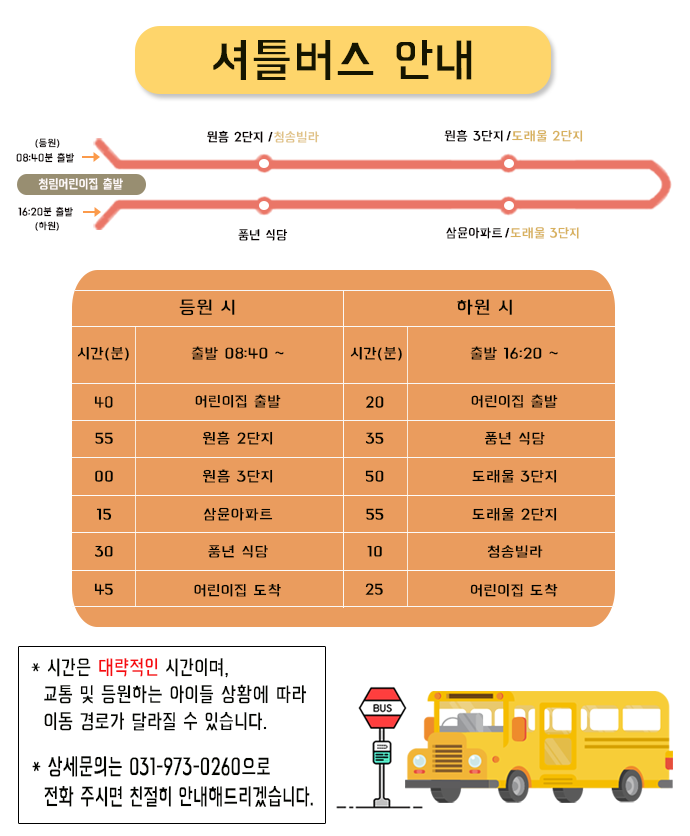 셔틀버스 안내
원흥 2단지 /청송빌라
원흥 3단지/도래울 2단지
(등원)
08:40분 출발
청림어린이집 출발
16:20분 출발
(하원)
풍년 식담
삼윤아파트/도래울 3단지
등원 시 하원 시
시간(분) 출발 08:40 ~ 시간(분) 출발 16:20 ~
40 어린이집 출발 20 어린이집 출발
55 원흥 2단지 35 풍년 식담
00 원흥 3단지 50 도래울 3단지
15 삼윤아파트 55 도래울 2단지
30 풍년 식담 10 청송빌라
45 어린이집 도착 25 어린이집 도착
* 시간은 대략적인 시간이며,
교통 및 등원하는 아이들 상황에 따라
이동 경로가 달라질 수 있습니다.
* 상세문의는 031-973-0260으로
전화 주시면 친절히 안내해드리겠습니다.
BUS